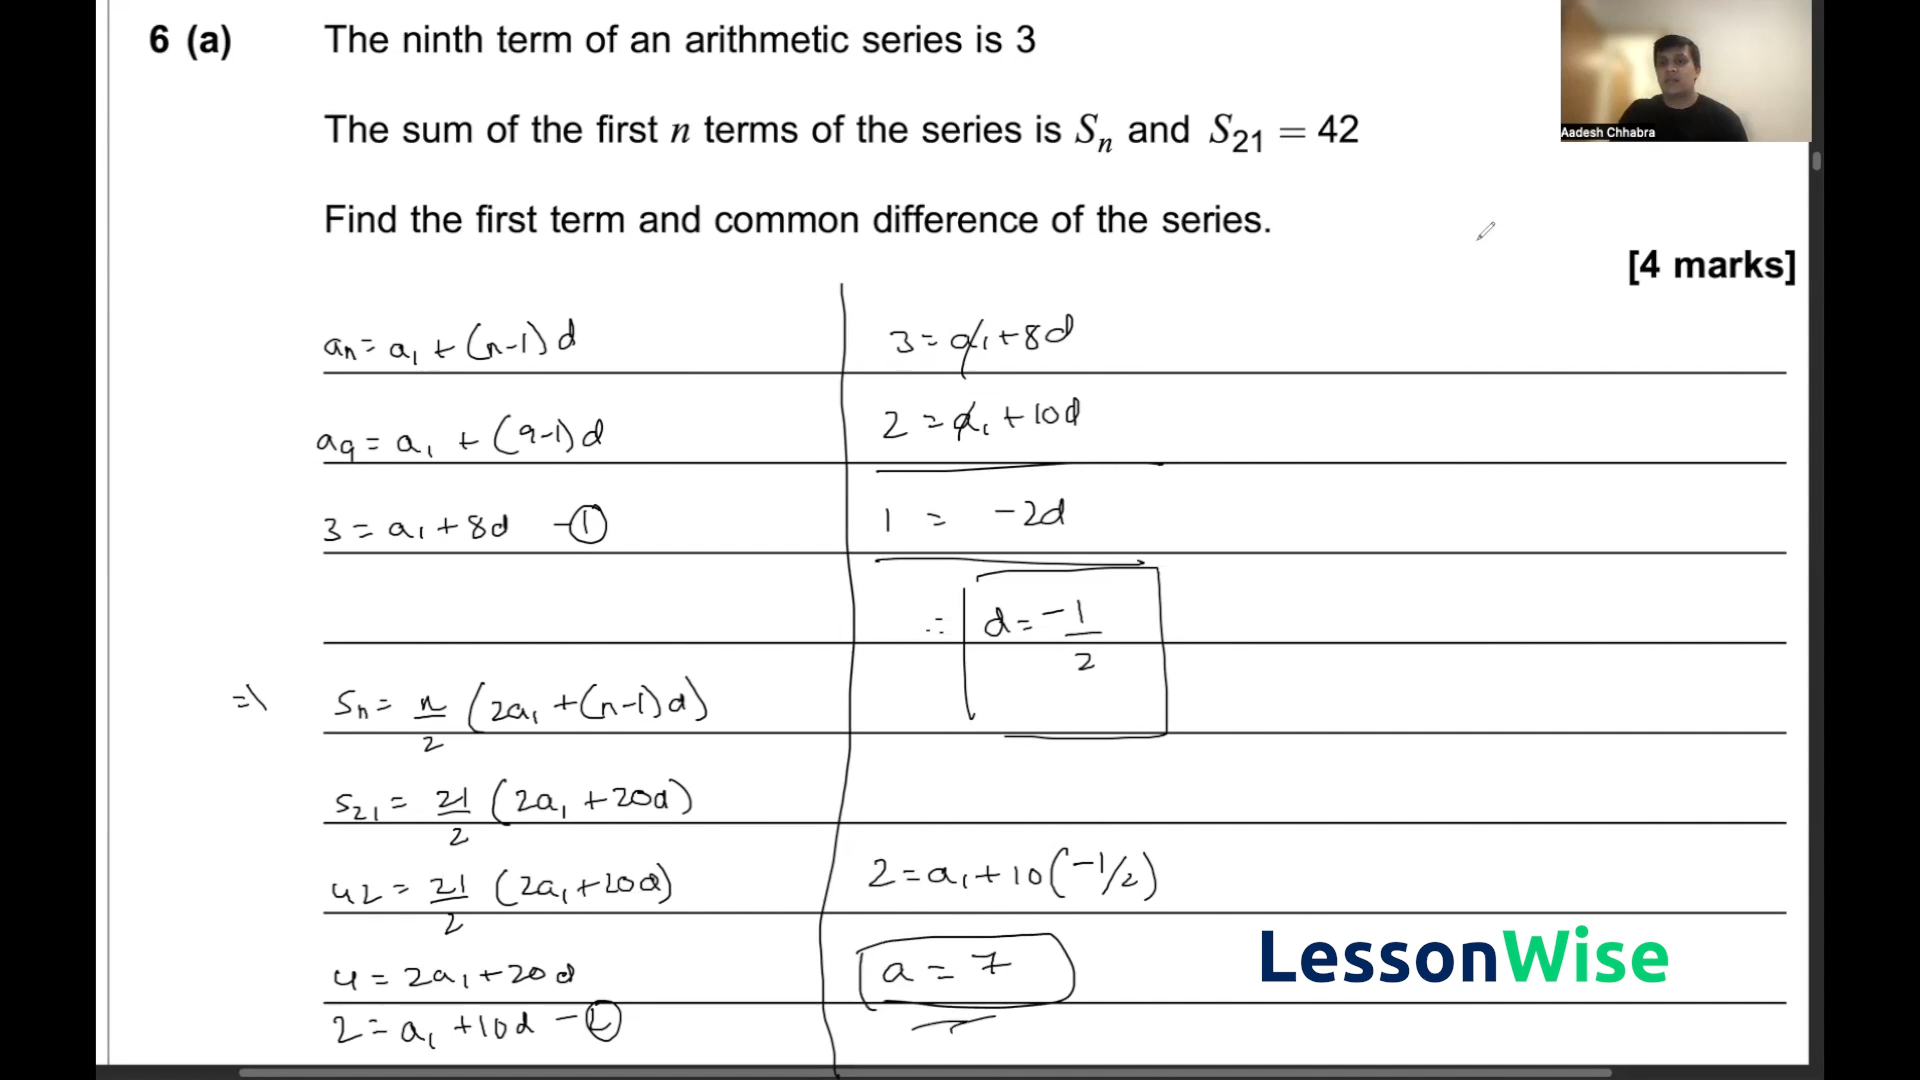 6 (a) The ninth term of an arithmetic series is 3
Aadesh Chhabra
The sum of the first n terms of the series is Sₙ and S₂₁ = 42
Find the first term and common difference of the series.
[4 marks]
aₙ = a₁ + (n-1)d
a₉ = a₁ + (9-1)d
3 = a₁ + 8d -①
⇒ Sₙ = n/2 (2a₁ + (n-1)d)
S₂₁ = 21/2 (2a₁ + 20d)
42 = 21/2 (2a₁ + 20d)
4 = 2a₁ + 20d
2 = a₁ + 10d -②
3 = a₁ + 8d
2 = a₁ + 10d
1 = -2d
∴ d = -1/2
2 = a₁ + 10(-1/2)
a = 7
LessonWise